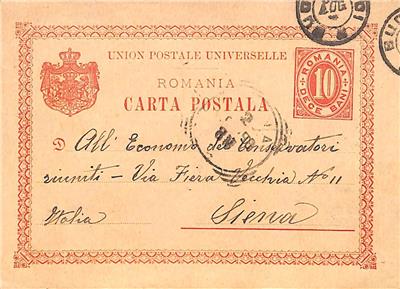 UNION POSTALE UNIVERSELLE
ROMANIA
CARTA POSTALA
ROMANIA
10
DECE BANI
All' Economo dei Conservatori
riuniti - Via Fiera Vecchia Nº 11
Italia
Siena